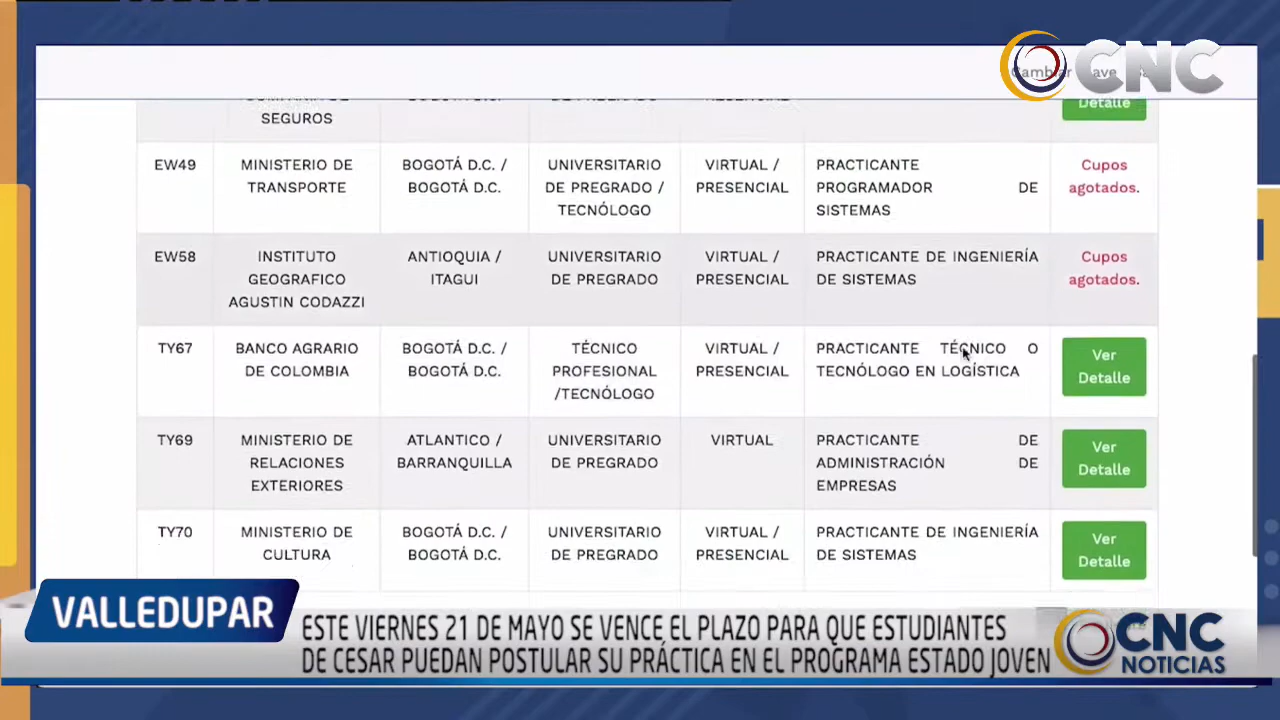 CNC
Cambiar
SEGUROS
Detalle
EW49
MINISTERIO DE
TRANSPORTE
BOGOTÁ D.C. /
BOGOTÁ D.C.
UNIVERSITARIO
DE PREGRADO /
TECNÓLOGO
VIRTUAL /
PRESENCIAL
PRACTICANTE
PROGRAMADOR DE
SISTEMAS
Cupos
agotados.
EW58
INSTITUTO
GEOGRAFICO
AGUSTIN CODAZZI
ANTIOQUIA /
ITAGUI
UNIVERSITARIO
DE PREGRADO
VIRTUAL /
PRESENCIAL
PRACTICANTE DE INGENIERÍA
DE SISTEMAS
Cupos
agotados.
TY67
BANCO AGRARIO
DE COLOMBIA
BOGOTÁ D.C. /
BOGOTÁ D.C.
TÉCNICO
PROFESIONAL
/TECNÓLOGO
VIRTUAL /
PRESENCIAL
PRACTICANTE TÉCNICO O
TECNÓLOGO EN LOGÍSTICA
Ver
Detalle
TY69
MINISTERIO DE
RELACIONES
EXTERIORES
ATLANTICO /
BARRANQUILLA
UNIVERSITARIO
DE PREGRADO
VIRTUAL
PRACTICANTE DE
ADMINISTRACIÓN DE
EMPRESAS
Ver
Detalle
TY70
MINISTERIO DE
CULTURA
BOGOTÁ D.C. /
BOGOTÁ D.C.
UNIVERSITARIO
DE PREGRADO
VIRTUAL /
PRESENCIAL
PRACTICANTE DE INGENIERÍA
DE SISTEMAS
Ver
Detalle
VALLEDUPAR
ESTE VIERNES 21 DE MAYO SE VENCE EL PLAZO PARA QUE ESTUDIANTES
DE CESAR PUEDAN POSTULAR SU PRÁCTICA EN EL PROGRAMA ESTADO JOVEN
CNC
NOTICIAS